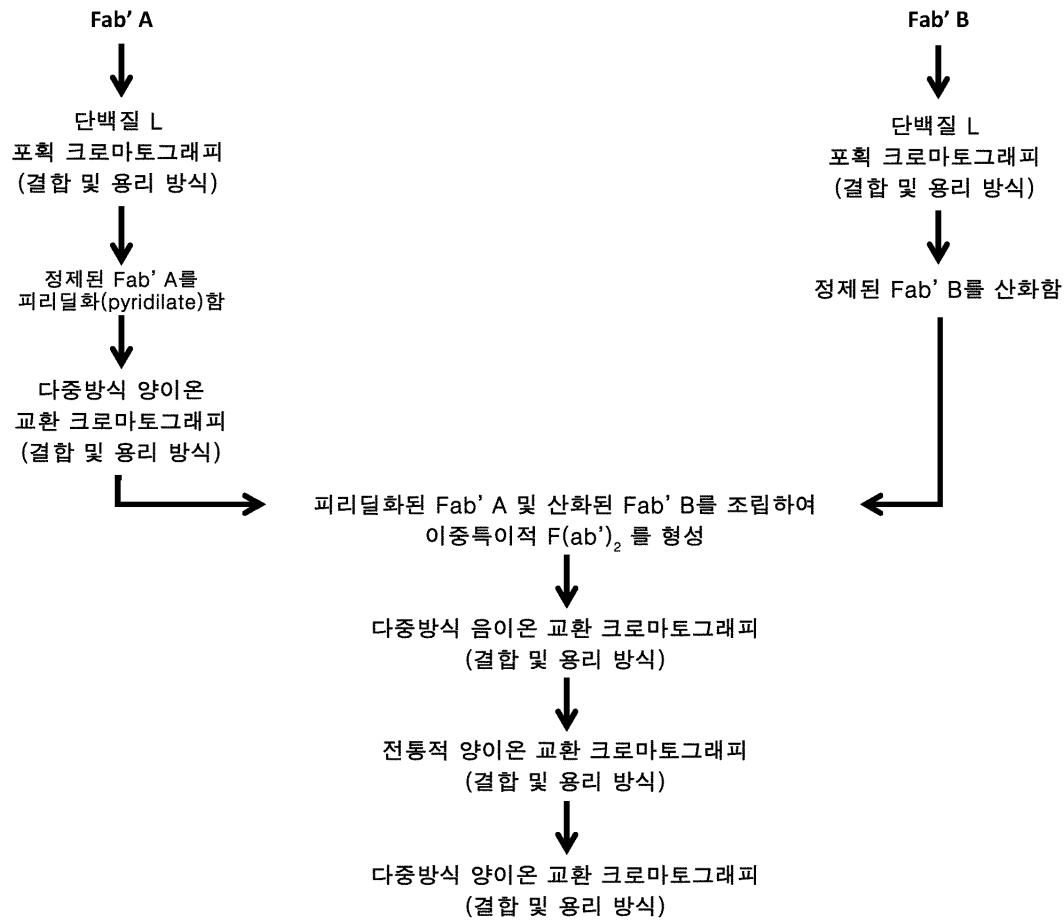 Fab' A
단백질 L
포획 크로마토그래피
(결합 및 용리 방식)
정제된 Fab' A를
피리딜화(pyridilate)함
다중방식 양이온
교환 크로마토그래피
(결합 및 용리 방식)
Fab' B
단백질 L
포획 크로마토그래피
(결합 및 용리 방식)
정제된 Fab' B를 산화함
피리딜화된 Fab' A 및 산화된 Fab' B를 조립하여
이중특이적 F(ab')₂ 를 형성
다중방식 음이온 교환 크로마토그래피
(결합 및 용리 방식)
전통적 양이온 교환 크로마토그래피
(결합 및 용리 방식)
다중방식 양이온 교환 크로마토그래피
(결합 및 용리 방식)